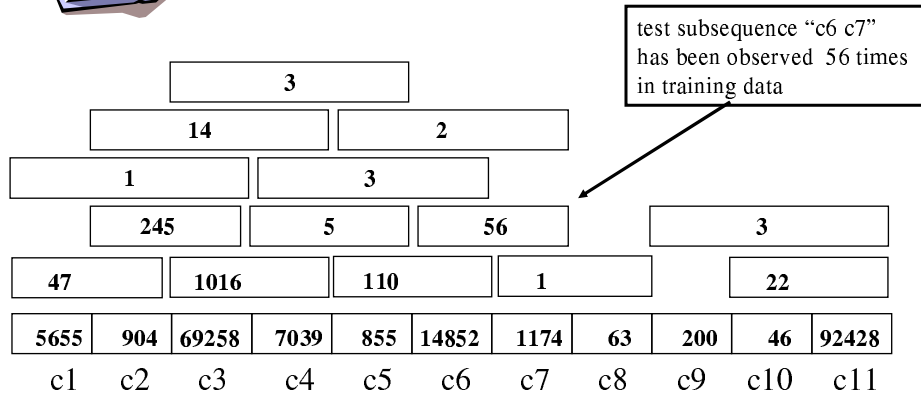 test subsequence “c6 c7”
has been observed 56 times
in training data
3
14 2
1 3
245 5 56 3
47 1016 110 1 22
5655 904 69258 7039 855 14852 1174 63 200 46 92428
c1 c2 c3 c4 c5 c6 c7 c8 c9 c10 c11